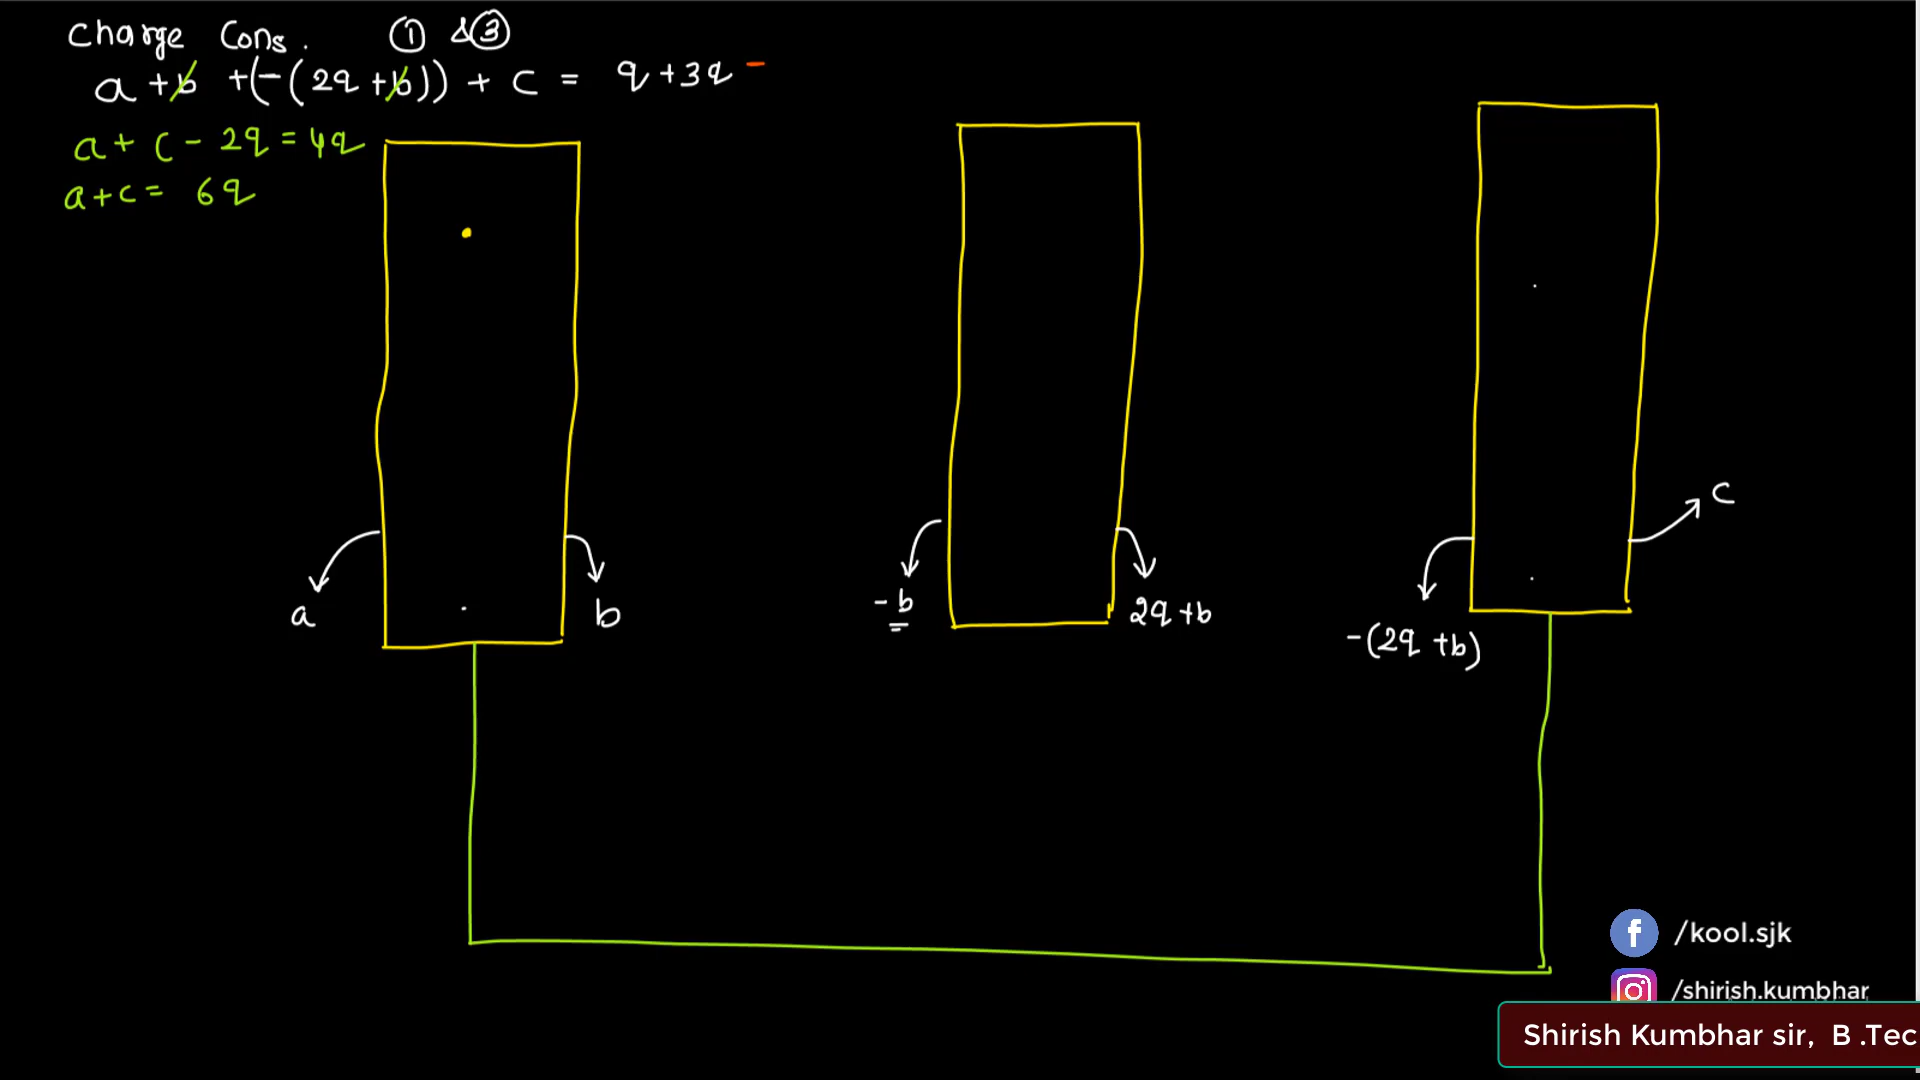 Charge Cons. ① & ③
a + b + (-(2q + b)) + c = q + 3q -
a + c - 2q = 4q
a + c = 6q
c
a
b
-b
2q + b
-(2q + b)
/kool.sjk
/shirish.kumbhar
Shirish Kumbhar sir, B .Tec